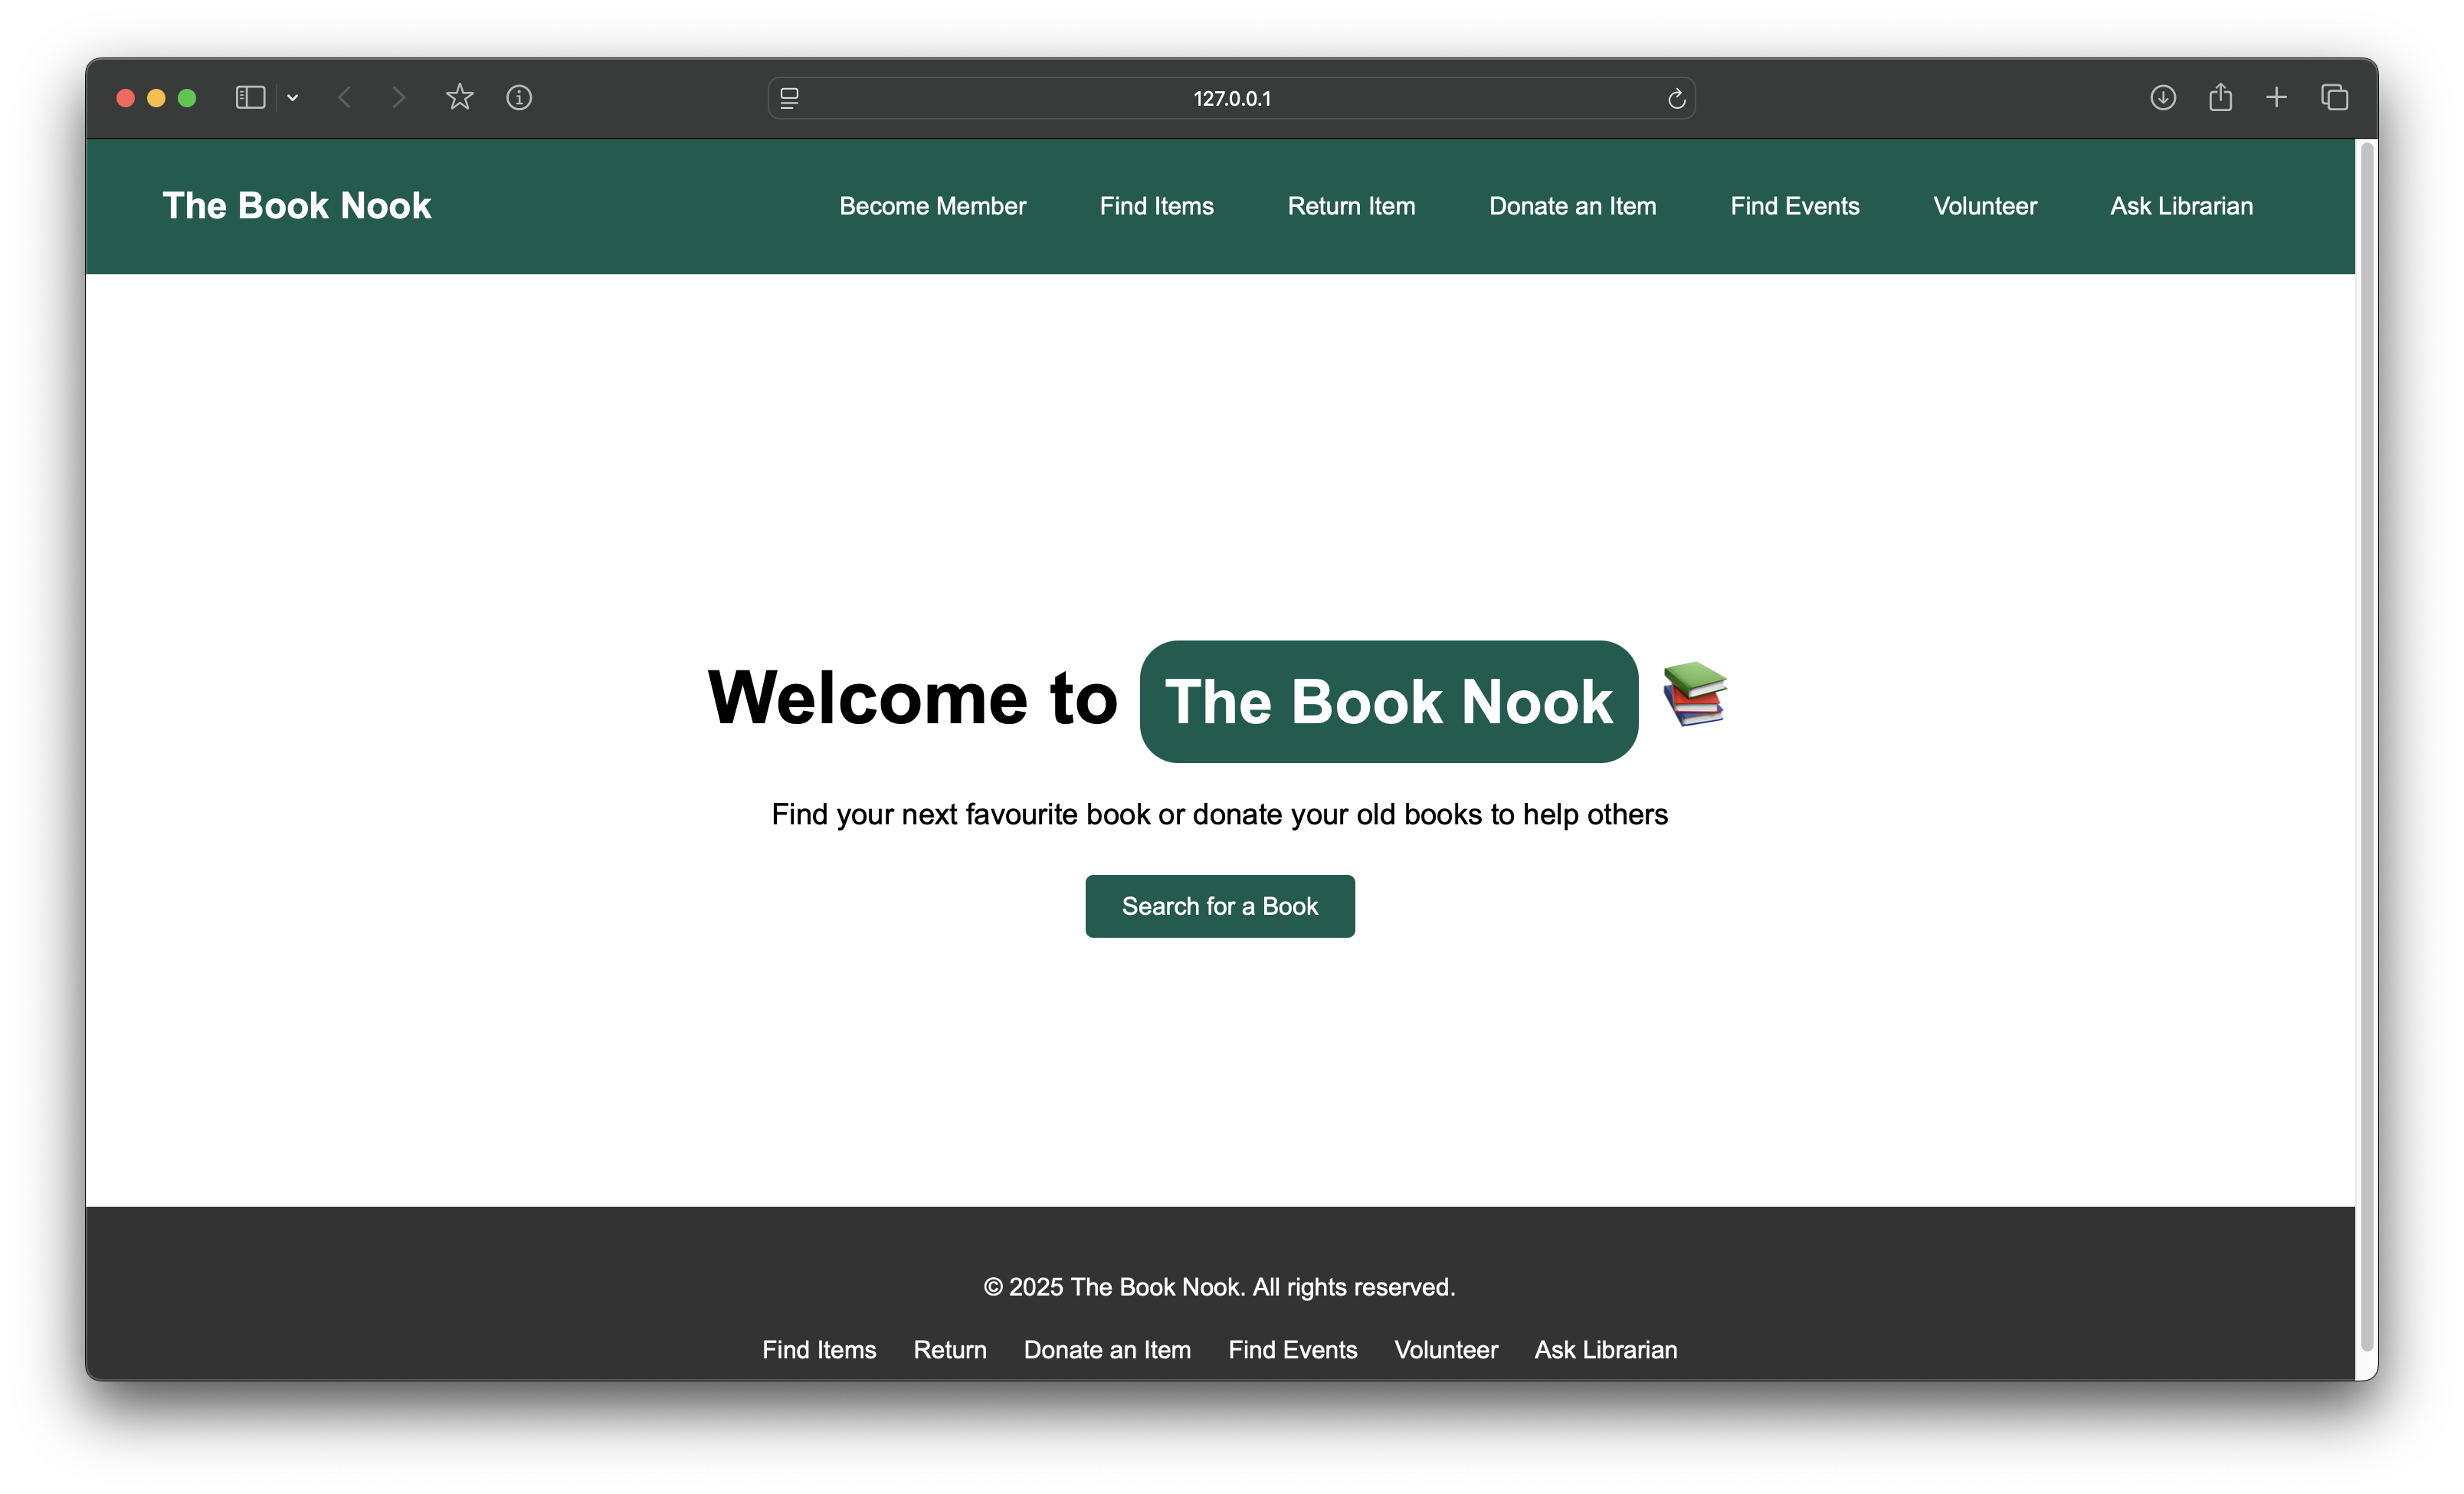 127.0.0.1
The Book Nook
Become Member Find Items Return Item Donate an Item Find Events Volunteer Ask Librarian
Welcome to The Book Nook 📚
Find your next favourite book or donate your old books to help others
Search for a Book
© 2025 The Book Nook. All rights reserved.
Find Items Return Donate an Item Find Events Volunteer Ask Librarian